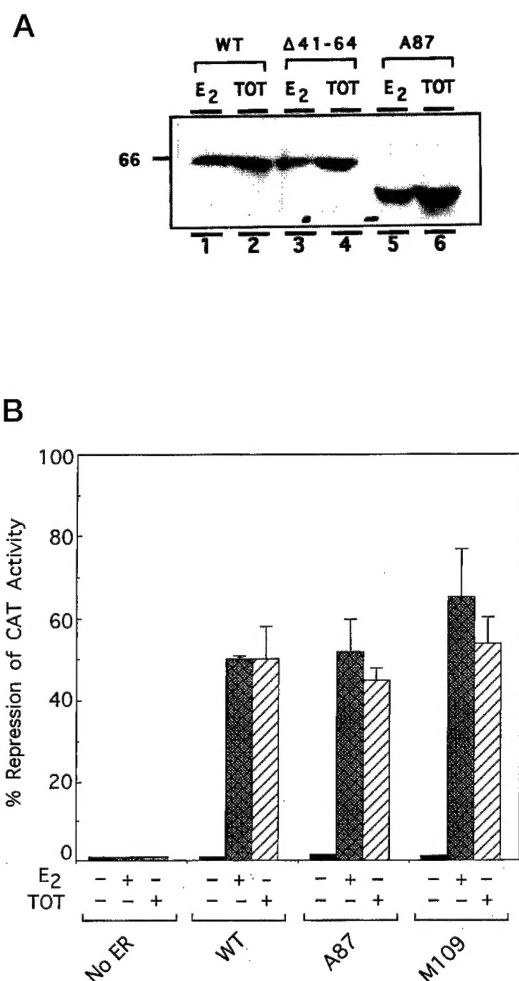 A
WT Δ41-64 A87
E2 TOT E2 TOT E2 TOT
66
1 2 3 4 5 6
B
% Repression of CAT Activity
100
80
60
40
20
0
E2 - + - - + - - + - - + -
TOT - - + - - + - - + - - +
No ER WT A87 M109